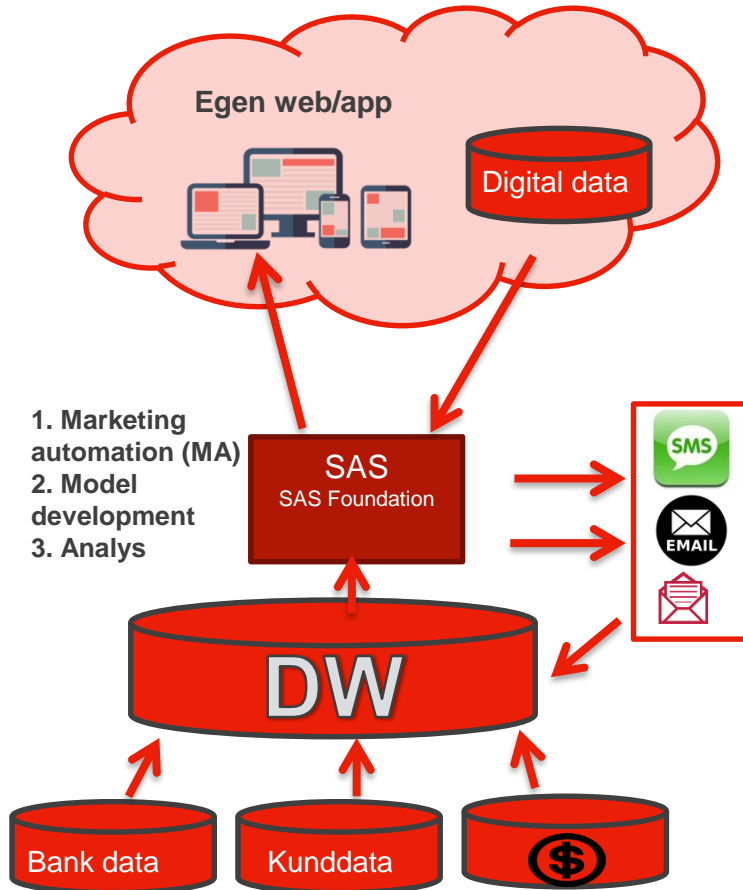 Egen web/app
Digital data
1. Marketing
automation (MA)
2. Model
development
3. Analys
SAS
SAS Foundation
SMS
EMAIL
DW
Bank data
Kunddata
$